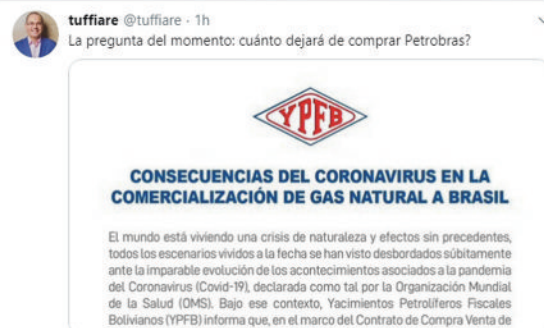 tuffiare @tuffiare · 1h
La pregunta del momento: cuánto dejará de comprar Petrobras?
YPFB
CONSECUENCIAS DEL CORONAVIRUS EN LA
COMERCIALIZACIÓN DE GAS NATURAL A BRASIL
El mundo está viviendo una crisis de naturaleza y efectos sin precedentes,
todos los escenarios vividos a la fecha se han visto desbordados súbitamente
ante la imparable evolución de los acontecimientos asociados a la pandemia
del Coronavirus (Covid-19), declarada como tal por la Organización Mundial
de la Salud (OMS). Bajo ese contexto, Yacimientos Petrolíferos Fiscales
Bolivianos (YPFB) informa que, en el marco del Contrato de Compra Venta de